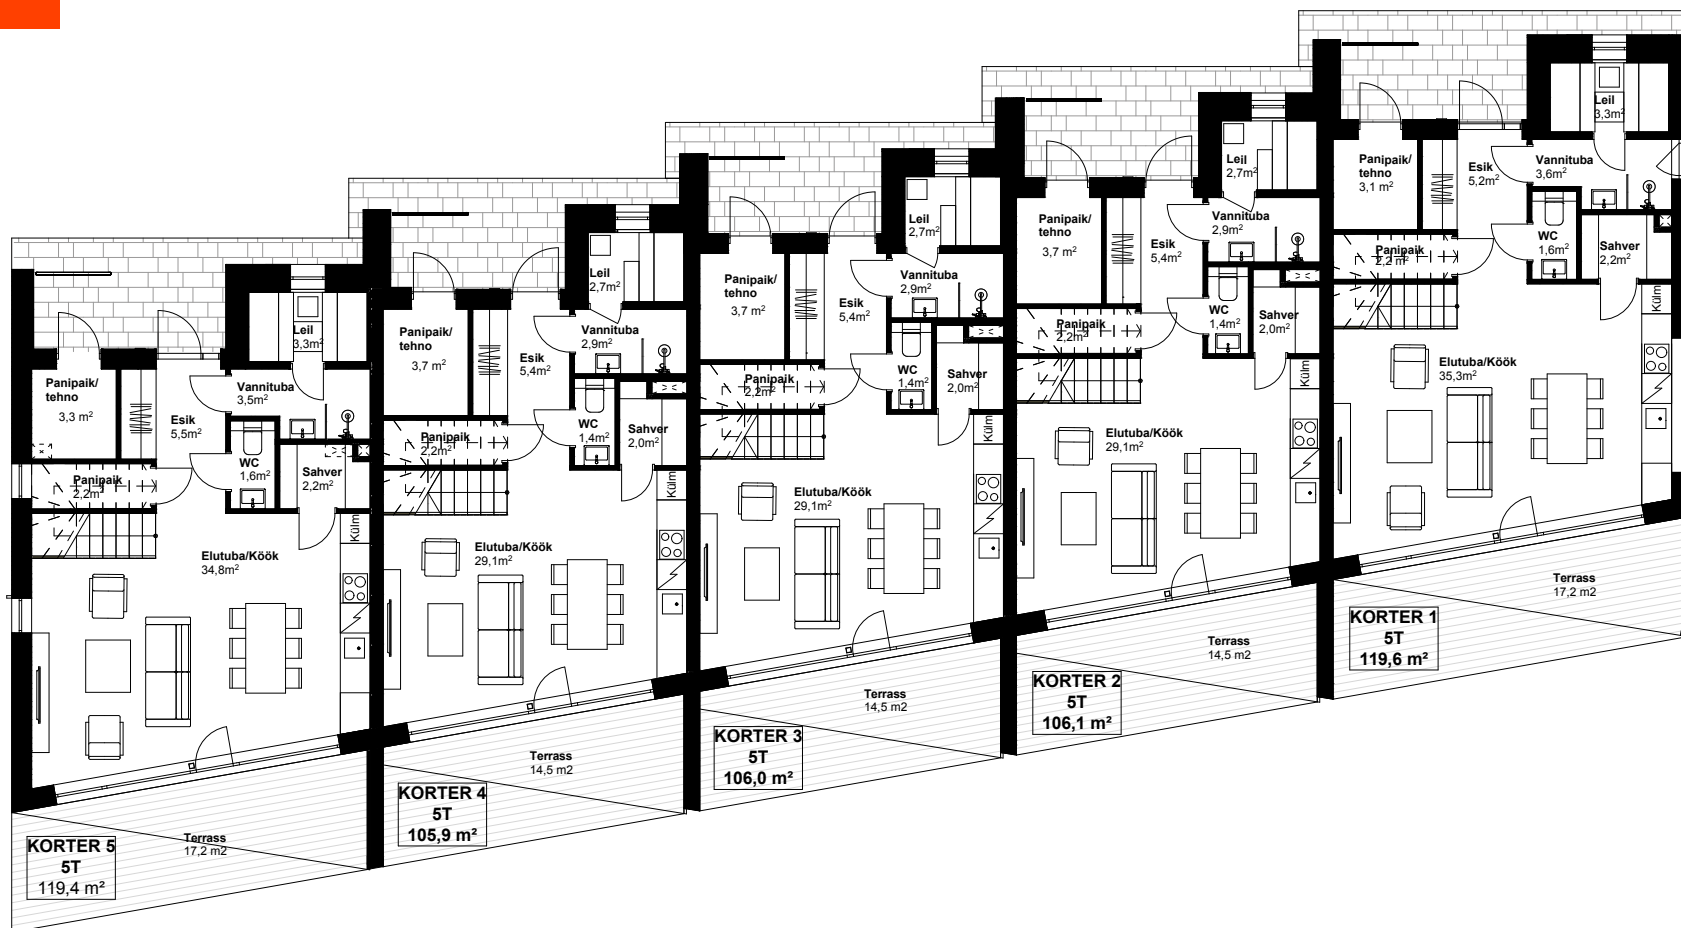 Panipaik/
tehno
3,3 m²
Esik
5,5m²
Leil
3,3m²
Vannituba
3,5m²
WC
1,6m²
Sahver
2,2m²
Panipaik
2,2m²
Külm
Elutuba/Köök
34,8m²
Terrass
17,2 m2
KORTER 5
5T
119,4 m²
Panipaik/
tehno
3,7 m²
Esik
5,4m²
Leil
2,7m²
Vannituba
2,9m²
WC
1,4m²
Sahver
2,0m²
Panipaik
2,2m²
Külm
Elutuba/Köök
29,1m²
Terrass
14,5 m2
KORTER 4
5T
105,9 m²
Panipaik/
tehno
3,7 m²
Esik
5,4m²
Leil
2,7m²
Vannituba
2,9m²
WC
1,4m²
Sahver
2,0m²
Panipaik
2,2m²
Külm
Elutuba/Köök
29,1m²
Terrass
14,5 m2
KORTER 3
5T
106,0 m²
Panipaik/
tehno
3,7 m²
Esik
5,4m²
Leil
2,7m²
Vannituba
2,9m²
WC
1,4m²
Sahver
2,0m²
Panipaik
2,2m²
Külm
Elutuba/Köök
29,1m²
Terrass
14,5 m2
KORTER 2
5T
106,1 m²
Panipaik/
tehno
3,1 m²
Esik
5,2m²
Leil
3,3m²
Vannituba
3,6m²
WC
1,6m²
Sahver
2,2m²
Panipaik
2,2 m²
Külm
Elutuba/Köök
35,3m²
Terrass
17,2 m2
KORTER 1
5T
119,6 m²